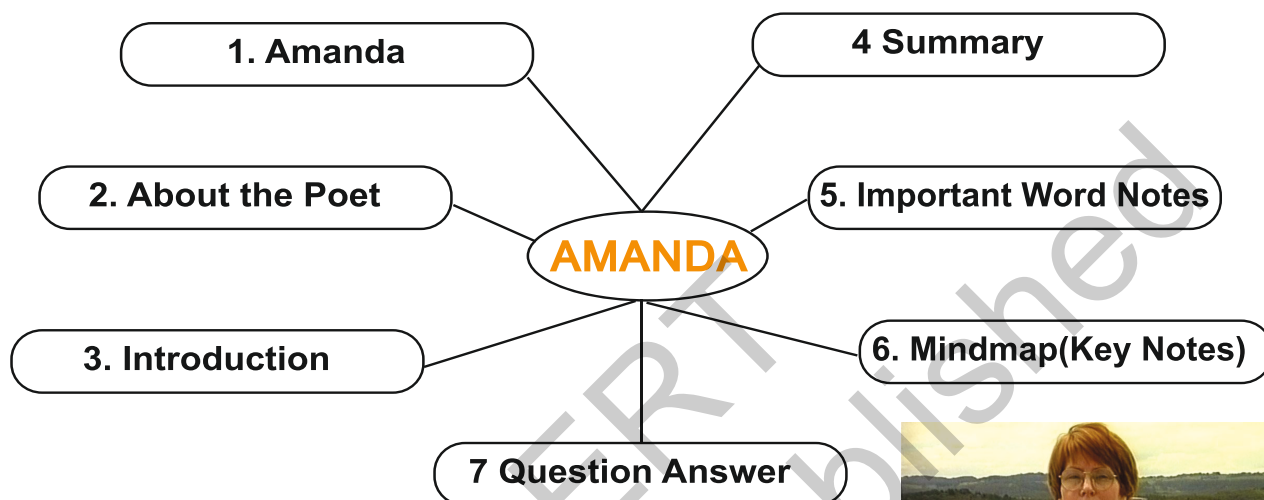 1. Amanda
4 Summary
2. About the Poet
5. Important Word Notes
AMANDA
3. Introduction
6. Mindmap(Key Notes)
7 Question Answer